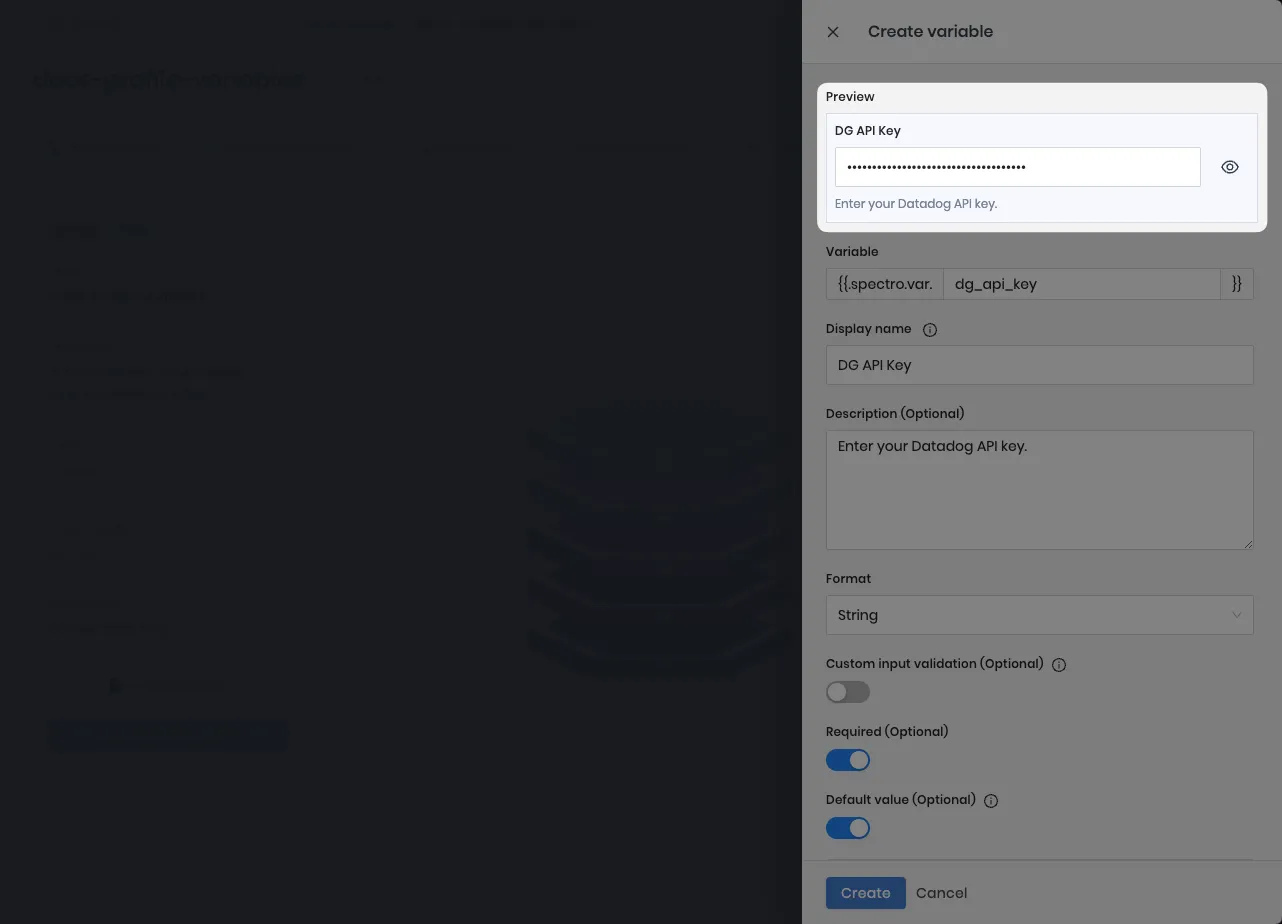 Create variable
Preview
DG API Key
••••••••••••••••••••••••••••••••••••
Enter your Datadog API key.
Variable
{{.spectro.var. dg_api_key }}
Display name
DG API Key
Description (Optional)
Enter your Datadog API key.
Format
String
Custom input validation (Optional)
Required (Optional)
Default value (Optional)
Create Cancel